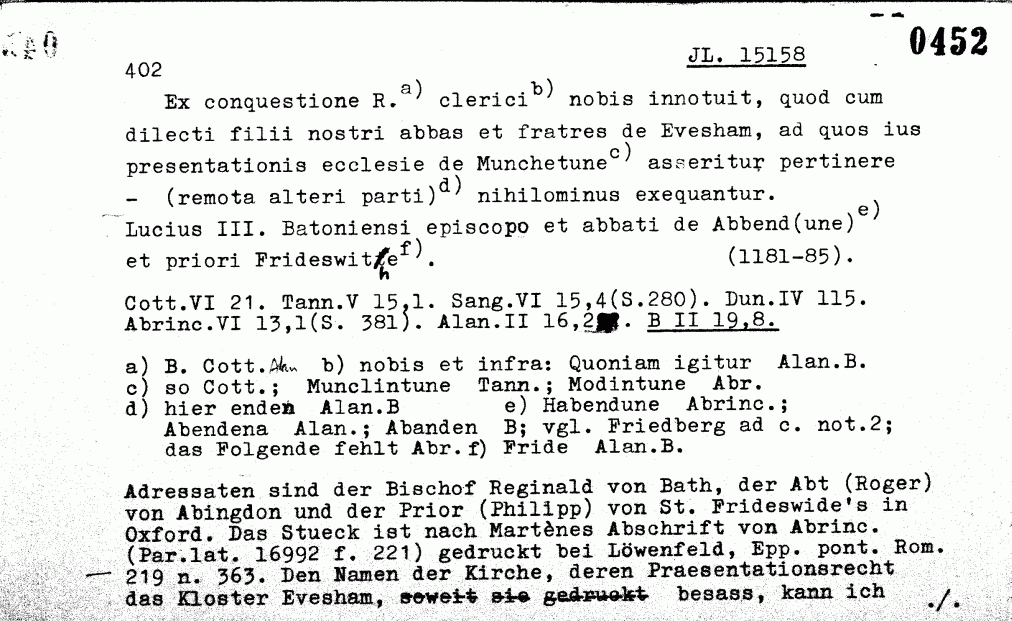 0452
JL. 15158
402
Ex conquestione R.a) clerici b) nobis innotuit, quod cum
dilecti filii nostri abbas et fratres de Evesham, ad quos ius
presentationis ecclesie de Munchetune c) asseritur pertinere
- (remota alteri parti)d) nihilominus exequantur.
Lucius III. Batoniensi episcopo et abbati de Abbend(une)e)
et priori Frideswithe f). (1181-85).
Cott.VI 21. Tann.V 15,1. Sang.VI 15,4(S.280). Dun.IV 115.
Abrinc.VI 13,1(S. 381). Alan.II 16,2 . B II 19,8.
a) B. Cott. Alan b) nobis et infra: Quoniam igitur Alan.B.
c) so Cott.; Munclintune Tann.; Modintune Abr.
d) hier enden Alan.B e) Habendune Abrinc.;
Abendena Alan.; Abanden B; vgl. Friedberg ad c. not.2;
das Folgende fehlt Abr. f) Fride Alan.B.
Adressaten sind der Bischof Reginald von Bath, der Abt (Roger)
von Abingdon und der Prior (Philipp) von St. Frideswide's in
Oxford. Das Stueck ist nach Martènes Abschrift von Abrinc.
(Par.lat. 16992 f. 221) gedruckt bei Löwenfeld, Epp. pont. Rom.
219 n. 363. Den Namen der Kirche, deren Praesentationsrecht
das Kloster Evesham, soweit sie gedruckt besass, kann ich ./.